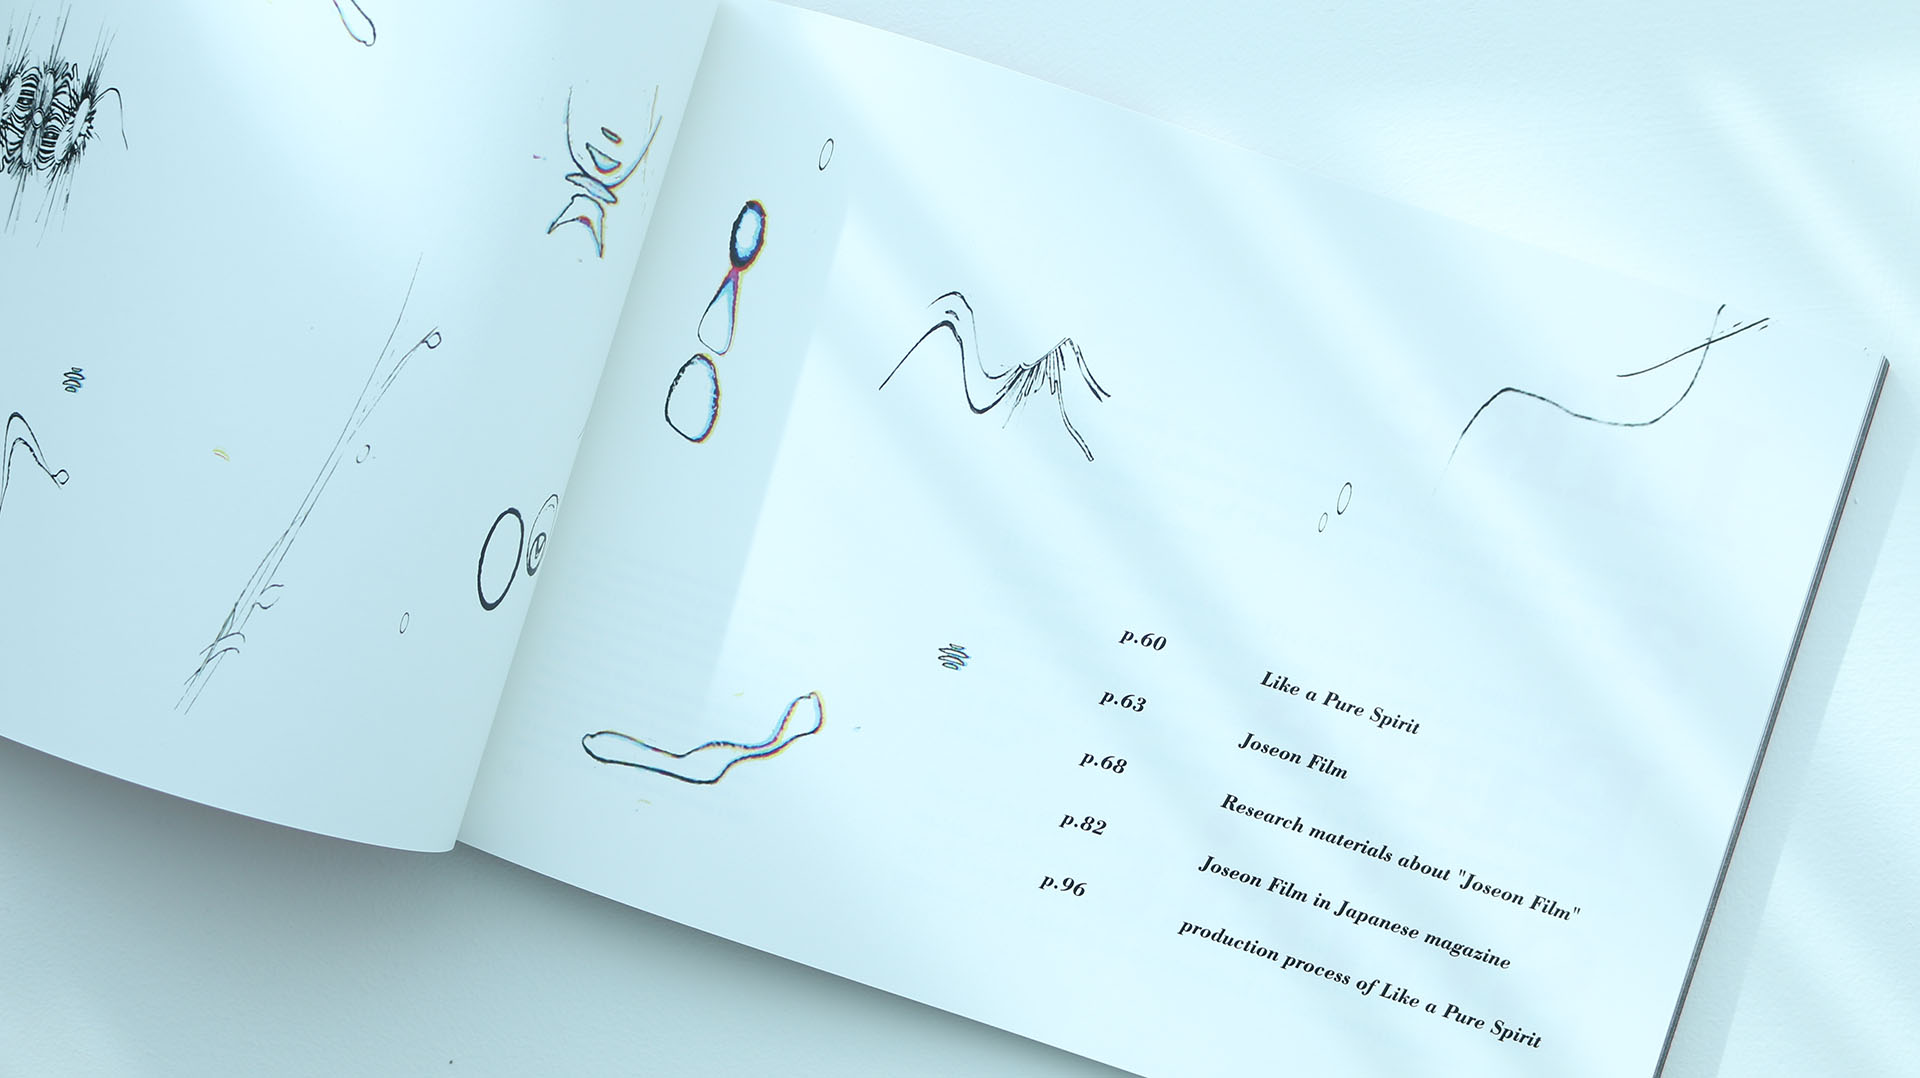 p.60
Like a Pure Spirit
p.63
Joseon Film
p.68
Research materials about "Joseon Film"
p.82
Joseon Film in Japanese magazine
p.96
production process of Like a Pure Spirit